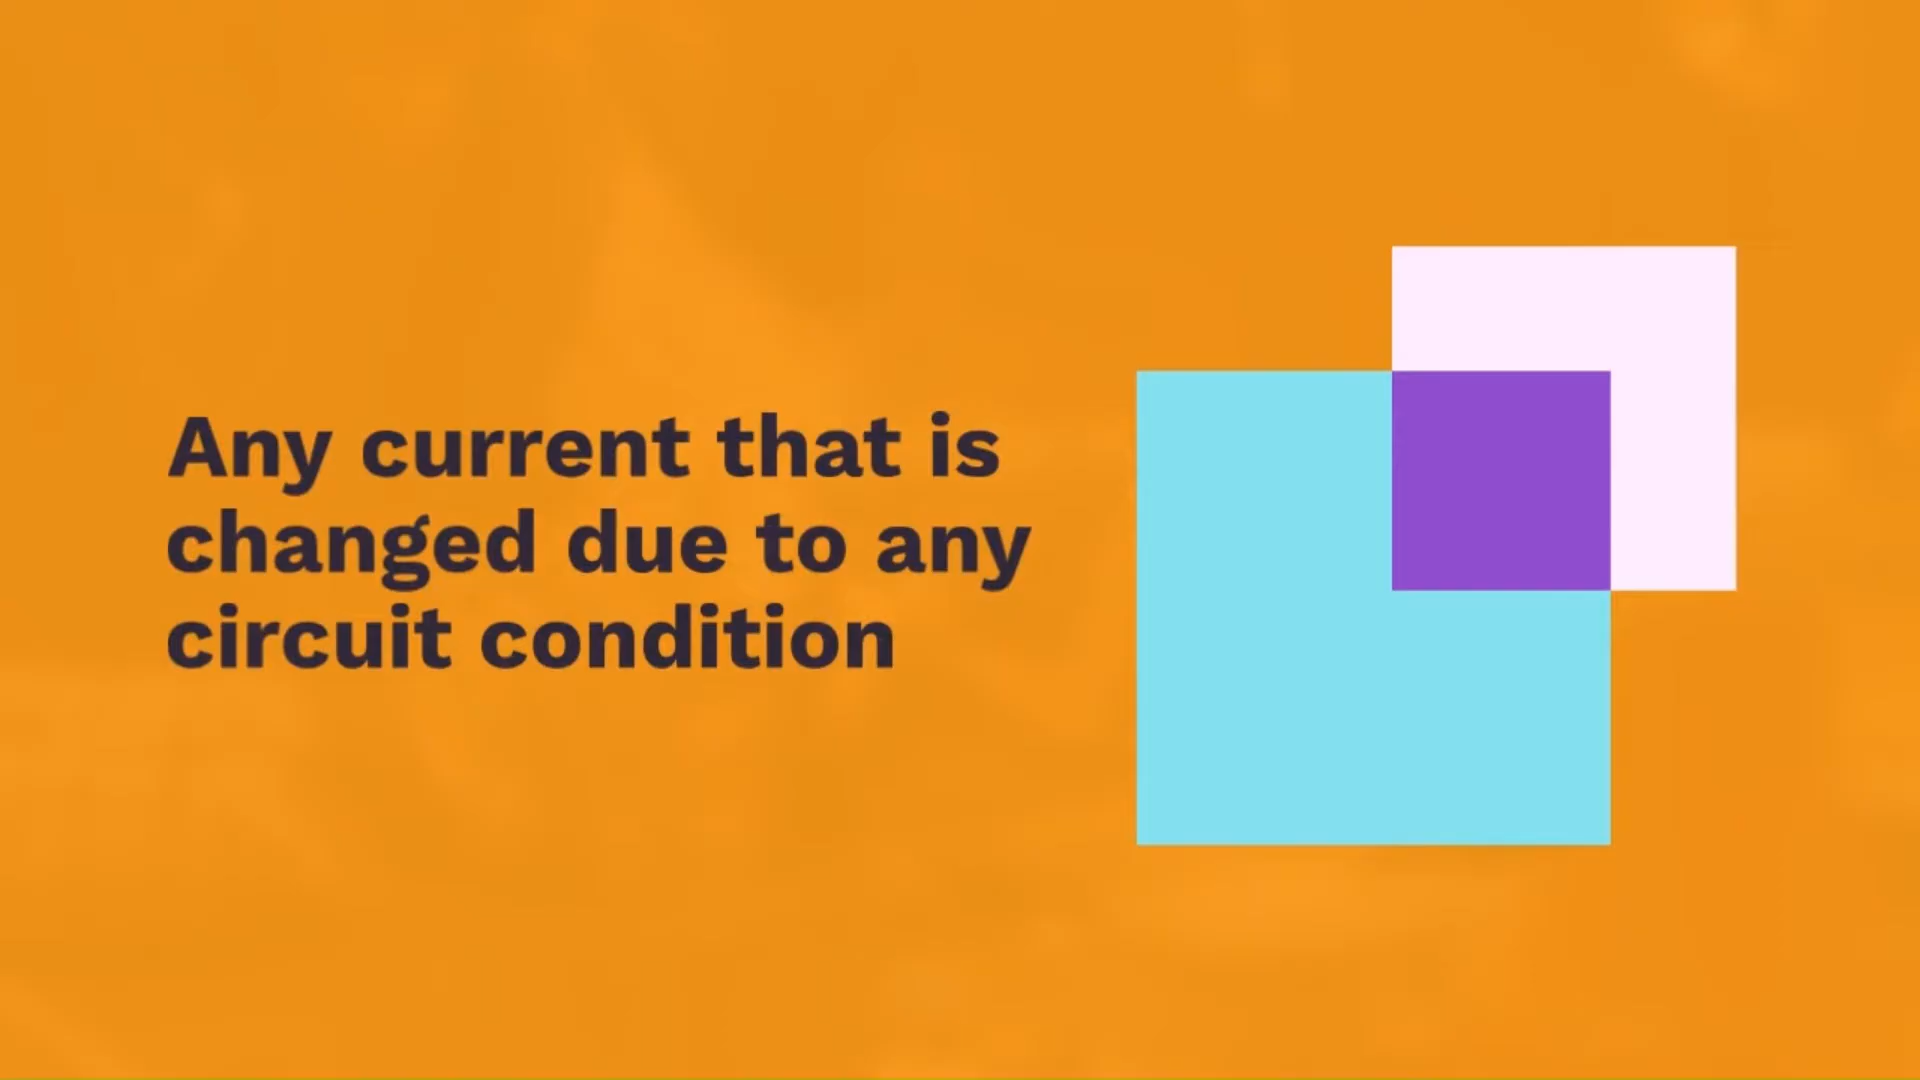 Any current that is
changed due to any
circuit condition